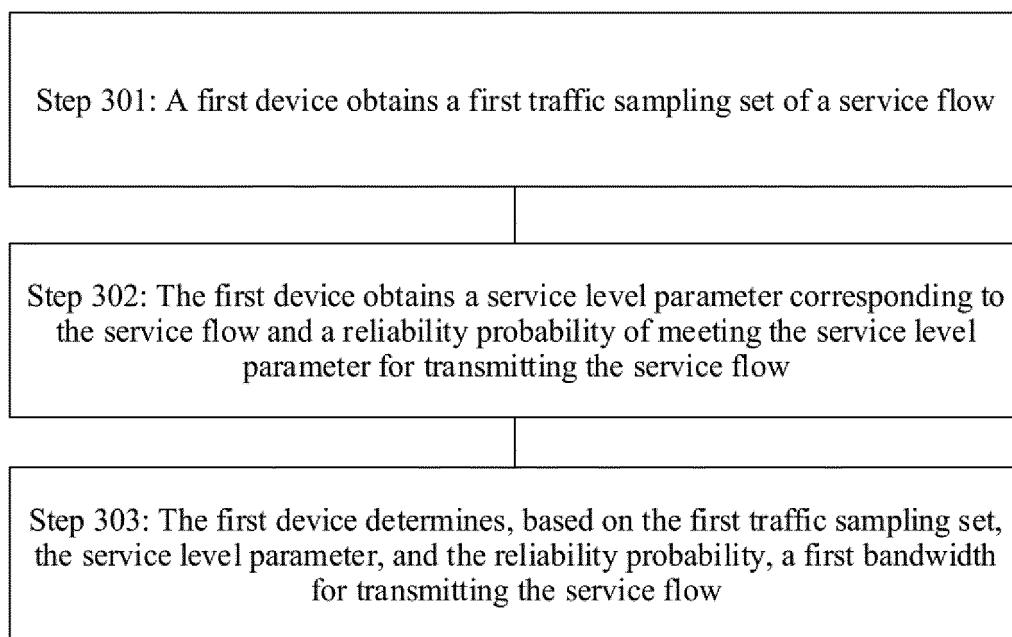 Step 301: A first device obtains a first traffic sampling set of a service flow
Step 302: The first device obtains a service level parameter corresponding to
the service flow and a reliability probability of meeting the service level
parameter for transmitting the service flow
Step 303: The first device determines, based on the first traffic sampling set,
the service level parameter, and the reliability probability, a first bandwidth
for transmitting the service flow